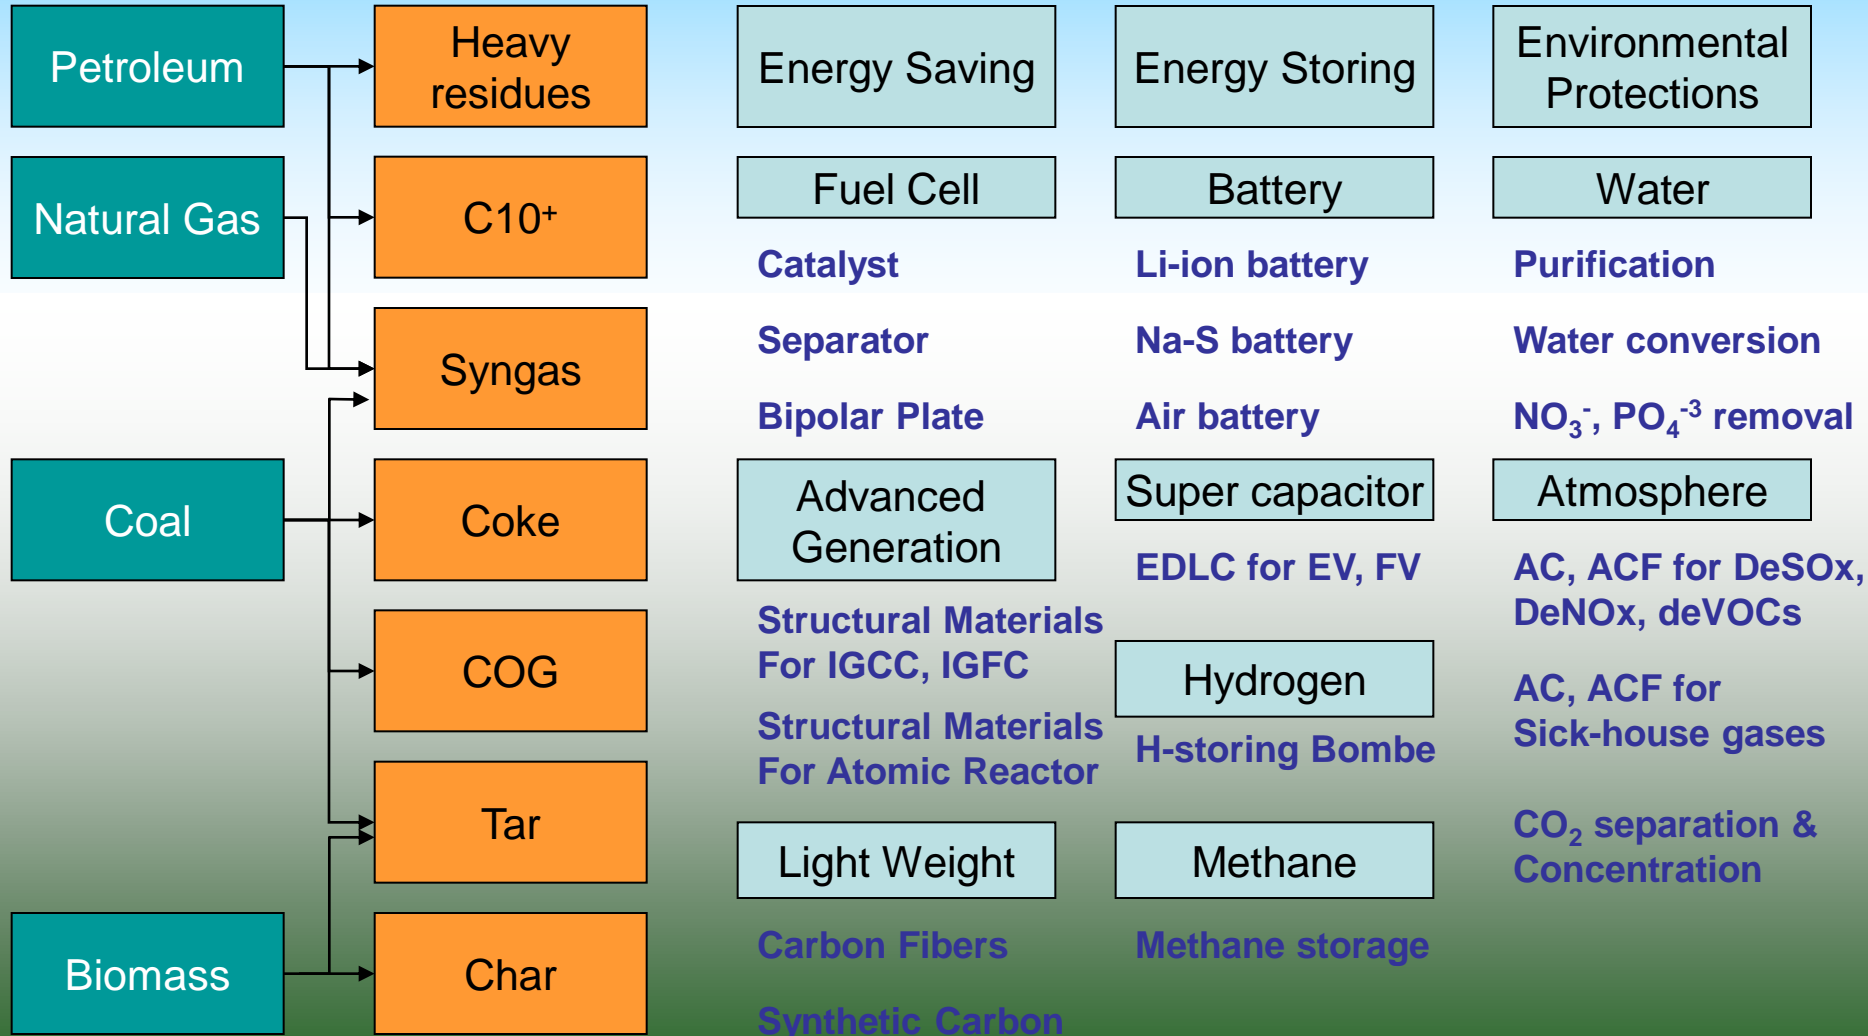 Petroleum
Natural Gas
Coal
Biomass
Heavy
residues
C10⁺
Syngas
Coke
COG
Tar
Char
Energy Saving
Fuel Cell
Catalyst
Separator
Bipolar Plate
Advanced
Generation
Structural Materials
For IGCC, IGFC
Structural Materials
For Atomic Reactor
Light Weight
Carbon Fibers
Synthetic Carbon
Energy Storing
Battery
Li-ion battery
Na-S battery
Air battery
Super capacitor
EDLC for EV, FV
Hydrogen
H-storing Bombe
Methane
Methane storage
Environmental
Protections
Water
Purification
Water conversion
NO₃⁻, PO₄⁻³ removal
Atmosphere
AC, ACF for DeSOx,
DeNOx, deVOCs
AC, ACF for
Sick-house gases
CO₂ separation &
Concentration